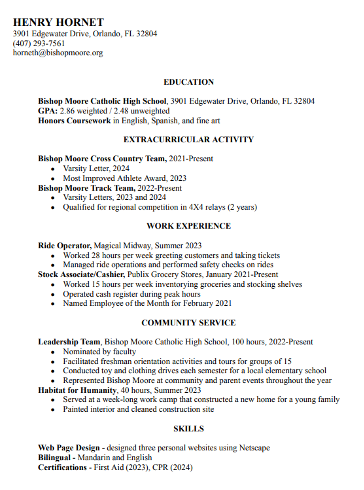 HENRY HORNET
3901 Edgewater Drive, Orlando, FL 32804
(407) 293-7561
horneth@bishopmoore.org
EDUCATION
Bishop Moore Catholic High School, 3901 Edgewater Drive, Orlando, FL 32804
GPA: 2.86 weighted / 2.48 unweighted
Honors Coursework in English, Spanish, and fine art
EXTRACURRICULAR ACTIVITY
Bishop Moore Cross Country Team, 2021-Present
• Varsity Letter, 2024
• Most Improved Athlete Award, 2023
Bishop Moore Track Team, 2022-Present
• Varsity Letters, 2023 and 2024
• Qualified for regional competition in 4X4 relays (2 years)
WORK EXPERIENCE
Ride Operator, Magical Midway, Summer 2023
• Worked 28 hours per week greeting customers and taking tickets
• Managed ride operations and performed safety checks on rides
Stock Associate/Cashier, Publix Grocery Stores, January 2021-Present
• Worked 15 hours per week inventorying groceries and stocking shelves
• Operated cash register during peak hours
• Named Employee of the Month for February 2021
COMMUNITY SERVICE
Leadership Team, Bishop Moore Catholic High School, 100 hours, 2022-Present
• Nominated by faculty
• Facilitated freshman orientation activities and tours for groups of 15
• Conducted toy and clothing drives each semester for a local elementary school
• Represented Bishop Moore at community and parent events throughout the year
Habitat for Humanity, 40 hours, Summer 2023
• Served at a week-long work camp that constructed a new home for a young family
• Painted interior and cleaned construction site
SKILLS
Web Page Design - designed three personal websites using Netscape
Bilingual - Mandarin and English
Certifications - First Aid (2023), CPR (2024)